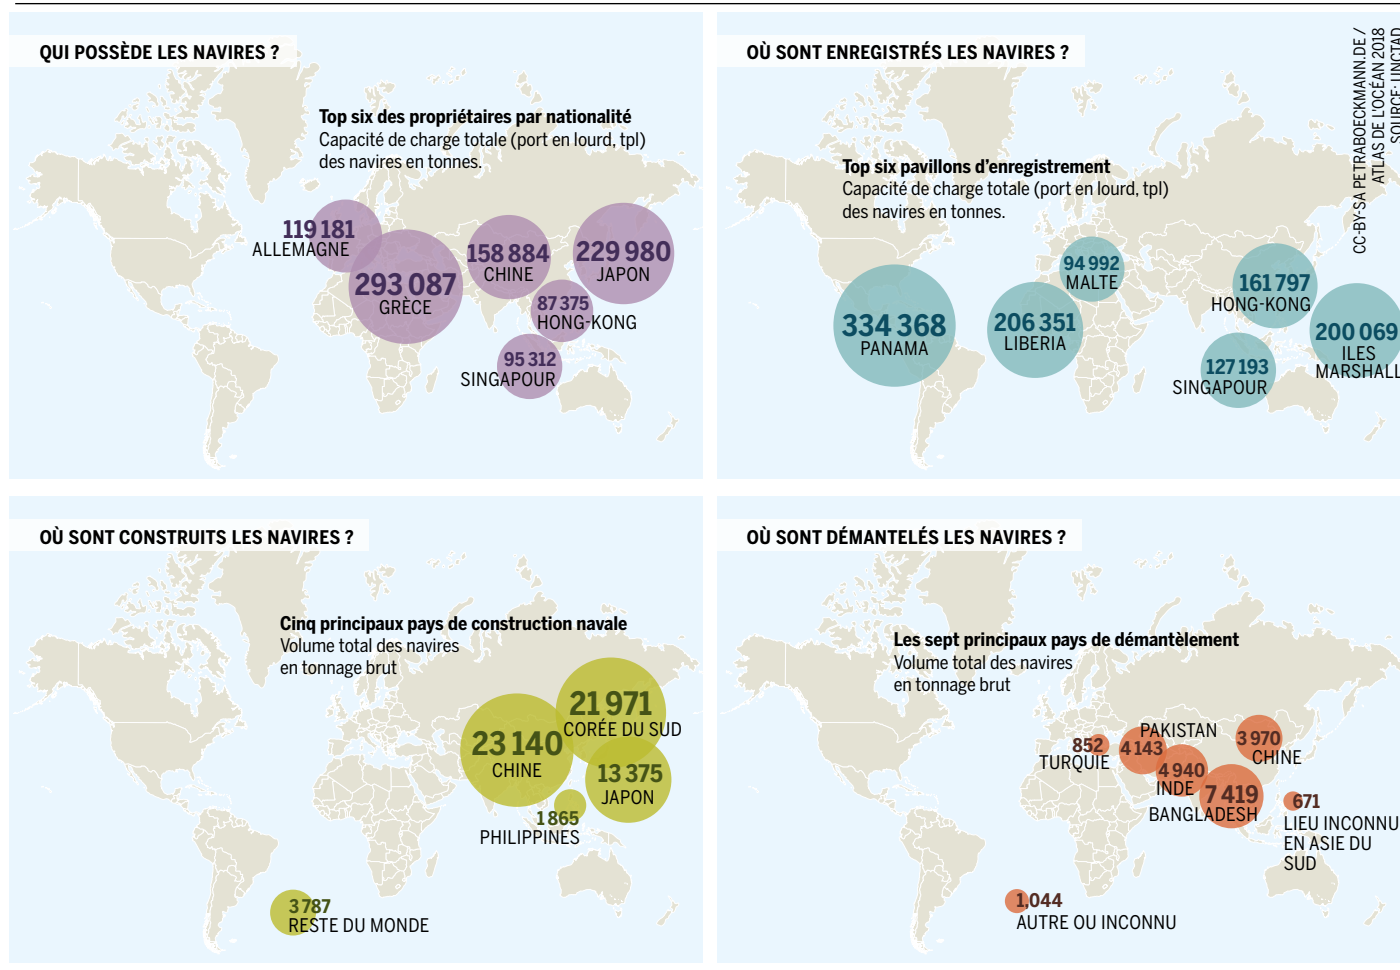 QUI POSSÈDE LES NAVIRES ?
Top six des propriétaires par nationalité
Capacité de charge totale (port en lourd, tpl)
des navires en tonnes.
119 181
ALLEMAGNE
293 087
GRÈCE
158 884
CHINE
229 980
JAPON
87 375
HONG-KONG
95 312
SINGAPOUR
OÙ SONT ENREGISTRÉS LES NAVIRES ?
Top six pavillons d’enregistrement
Capacité de charge totale (port en lourd, tpl)
des navires en tonnes.
334 368
PANAMA
206 351
LIBERIA
94 992
MALTE
161 797
HONG-KONG
127 193
SINGAPOUR
200 069
ILES
MARSHALL
CC-BY-SA PETRABOECKMANN.DE /
ATLAS DE L’OCÉAN 2018
SOURCE: UNCTAD
OÙ SONT CONSTRUITS LES NAVIRES ?
Cinq principaux pays de construction navale
Volume total des navires
en tonnage brut
23 140
CHINE
21 971
CORÉE DU SUD
13 375
JAPON
1 865
PHILIPPINES
3 787
RESTE DU MONDE
OÙ SONT DÉMANTELÉS LES NAVIRES ?
Les sept principaux pays de démantèlement
Volume total des navires
en tonnage brut
852
TURQUIE
PAKISTAN
4 143
4 940
INDE
7 419
BANGLADESH
3 970
CHINE
671
LIEU INCONNU
EN ASIE DU
SUD
1,044
AUTRE OU INCONNU